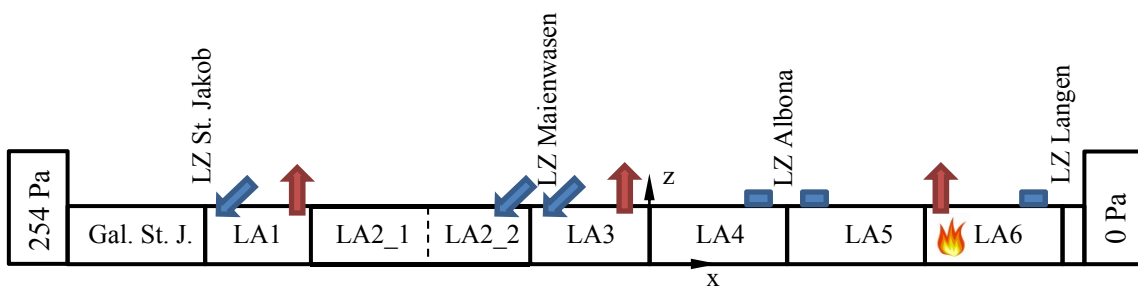 LZ St. Jakob
LZ Maienwasen
LZ Albona
LZ Langen
z
254 Pa
Gal. St. J.
LA1
LA2_1
LA2_2
LA3
LA4
LA5
LA6
0 Pa
x